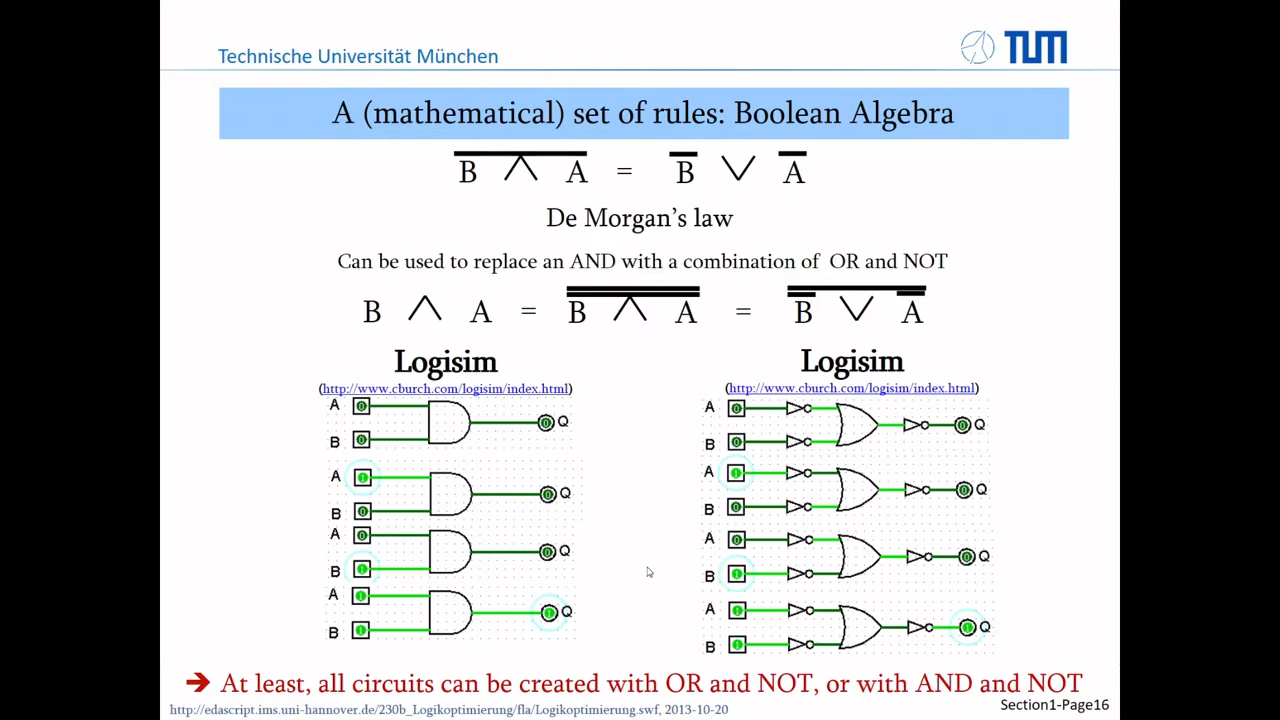 Technische Universität München
TUM
A (mathematical) set of rules: Boolean Algebra
B ∧ A = B ∨ A
De Morgan's law
Can be used to replace an AND with a combination of OR and NOT
B ∧ A = B ∧ A = B ∨ A
Logisim
(http://www.cburch.com/logisim/index.html)
A 0 Q 0
B 0
A 1 Q 0
B 0
A 0 Q 0
B 1
A 1 Q 1
B 1
Logisim
(http://www.cburch.com/logisim/index.html)
A 0 Q 0
B 0
A 1 Q 0
B 0
A 0 Q 0
B 1
A 1 Q 1
B 1
➔ At least, all circuits can be created with OR and NOT, or with AND and NOT
http://edascript.ims.uni-hannover.de/230b_Logikoptimierung/fla/Logikoptimierung.swf, 2013-10-20
Section1-Page16